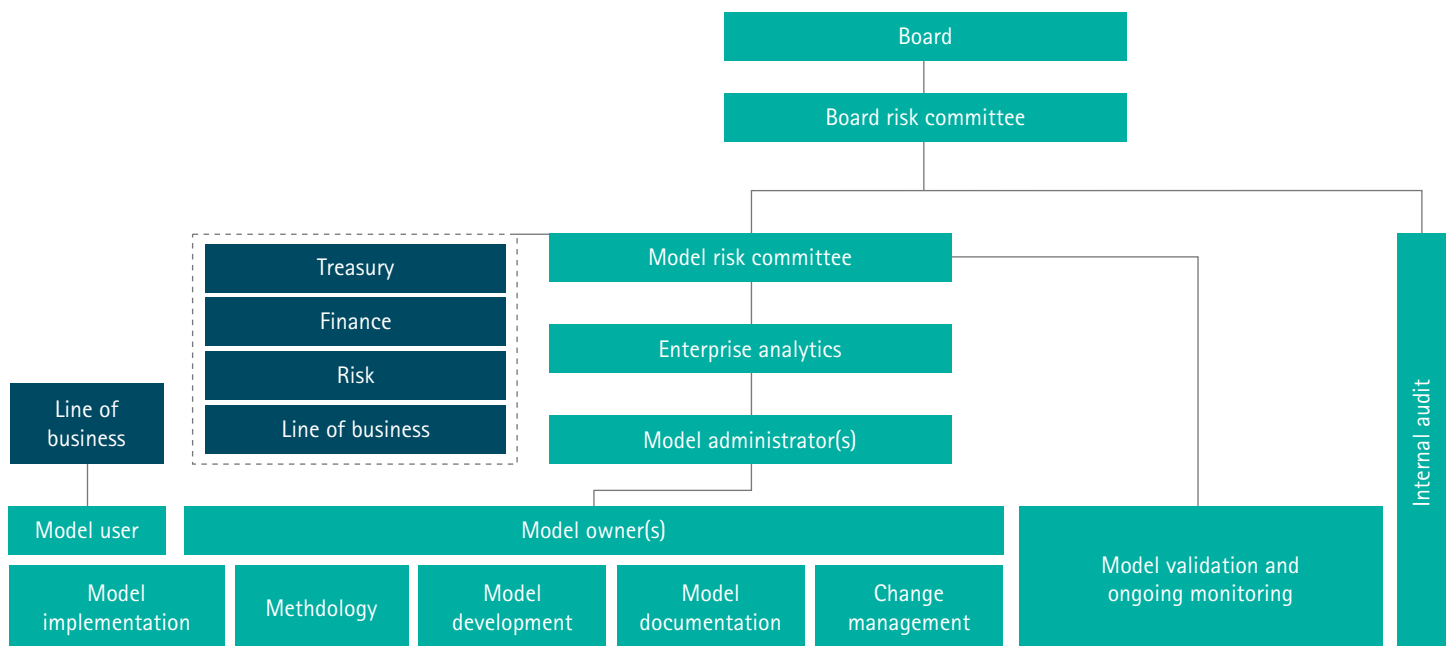 Board
Board risk committee
Model risk committee
Treasury
Finance
Risk
Line of business
Enterprise analytics
Model administrator(s)
Line of
business
Model user
Model owner(s)
Model
implementation
Methdology
Model
development
Model
documentation
Change
management
Model validation and
ongoing monitoring
Internal audit